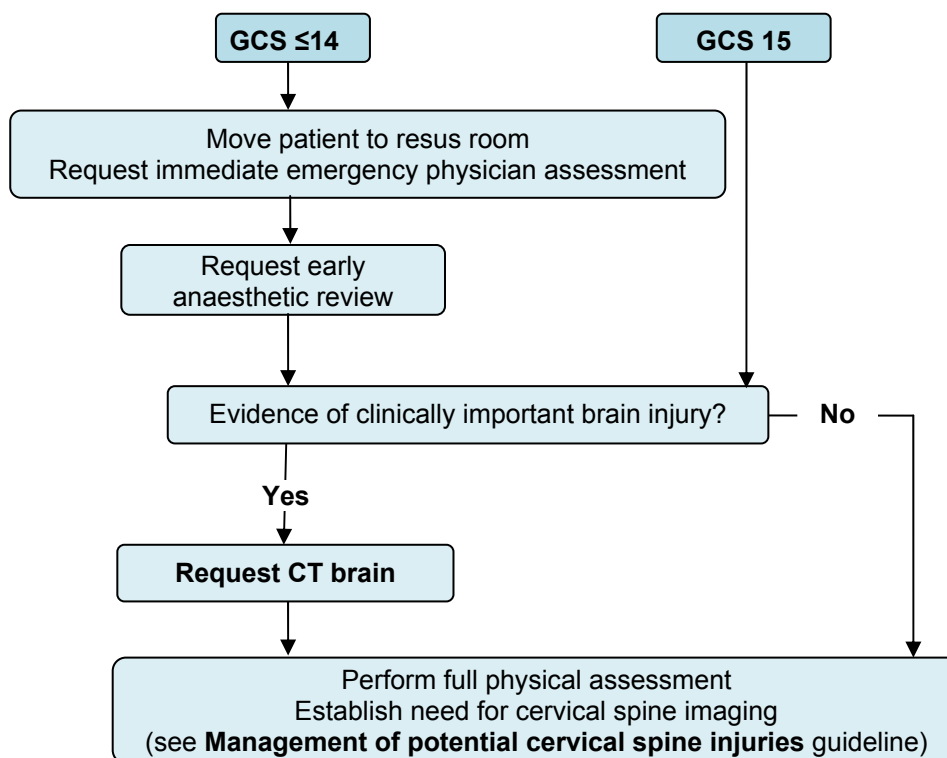 GCS ≤14
GCS 15
Move patient to resus room
Request immediate emergency physician assessment
Request early
anaesthetic review
Evidence of clinically important brain injury?
No
Yes
Request CT brain
Perform full physical assessment
Establish need for cervical spine imaging
(see Management of potential cervical spine injuries guideline)